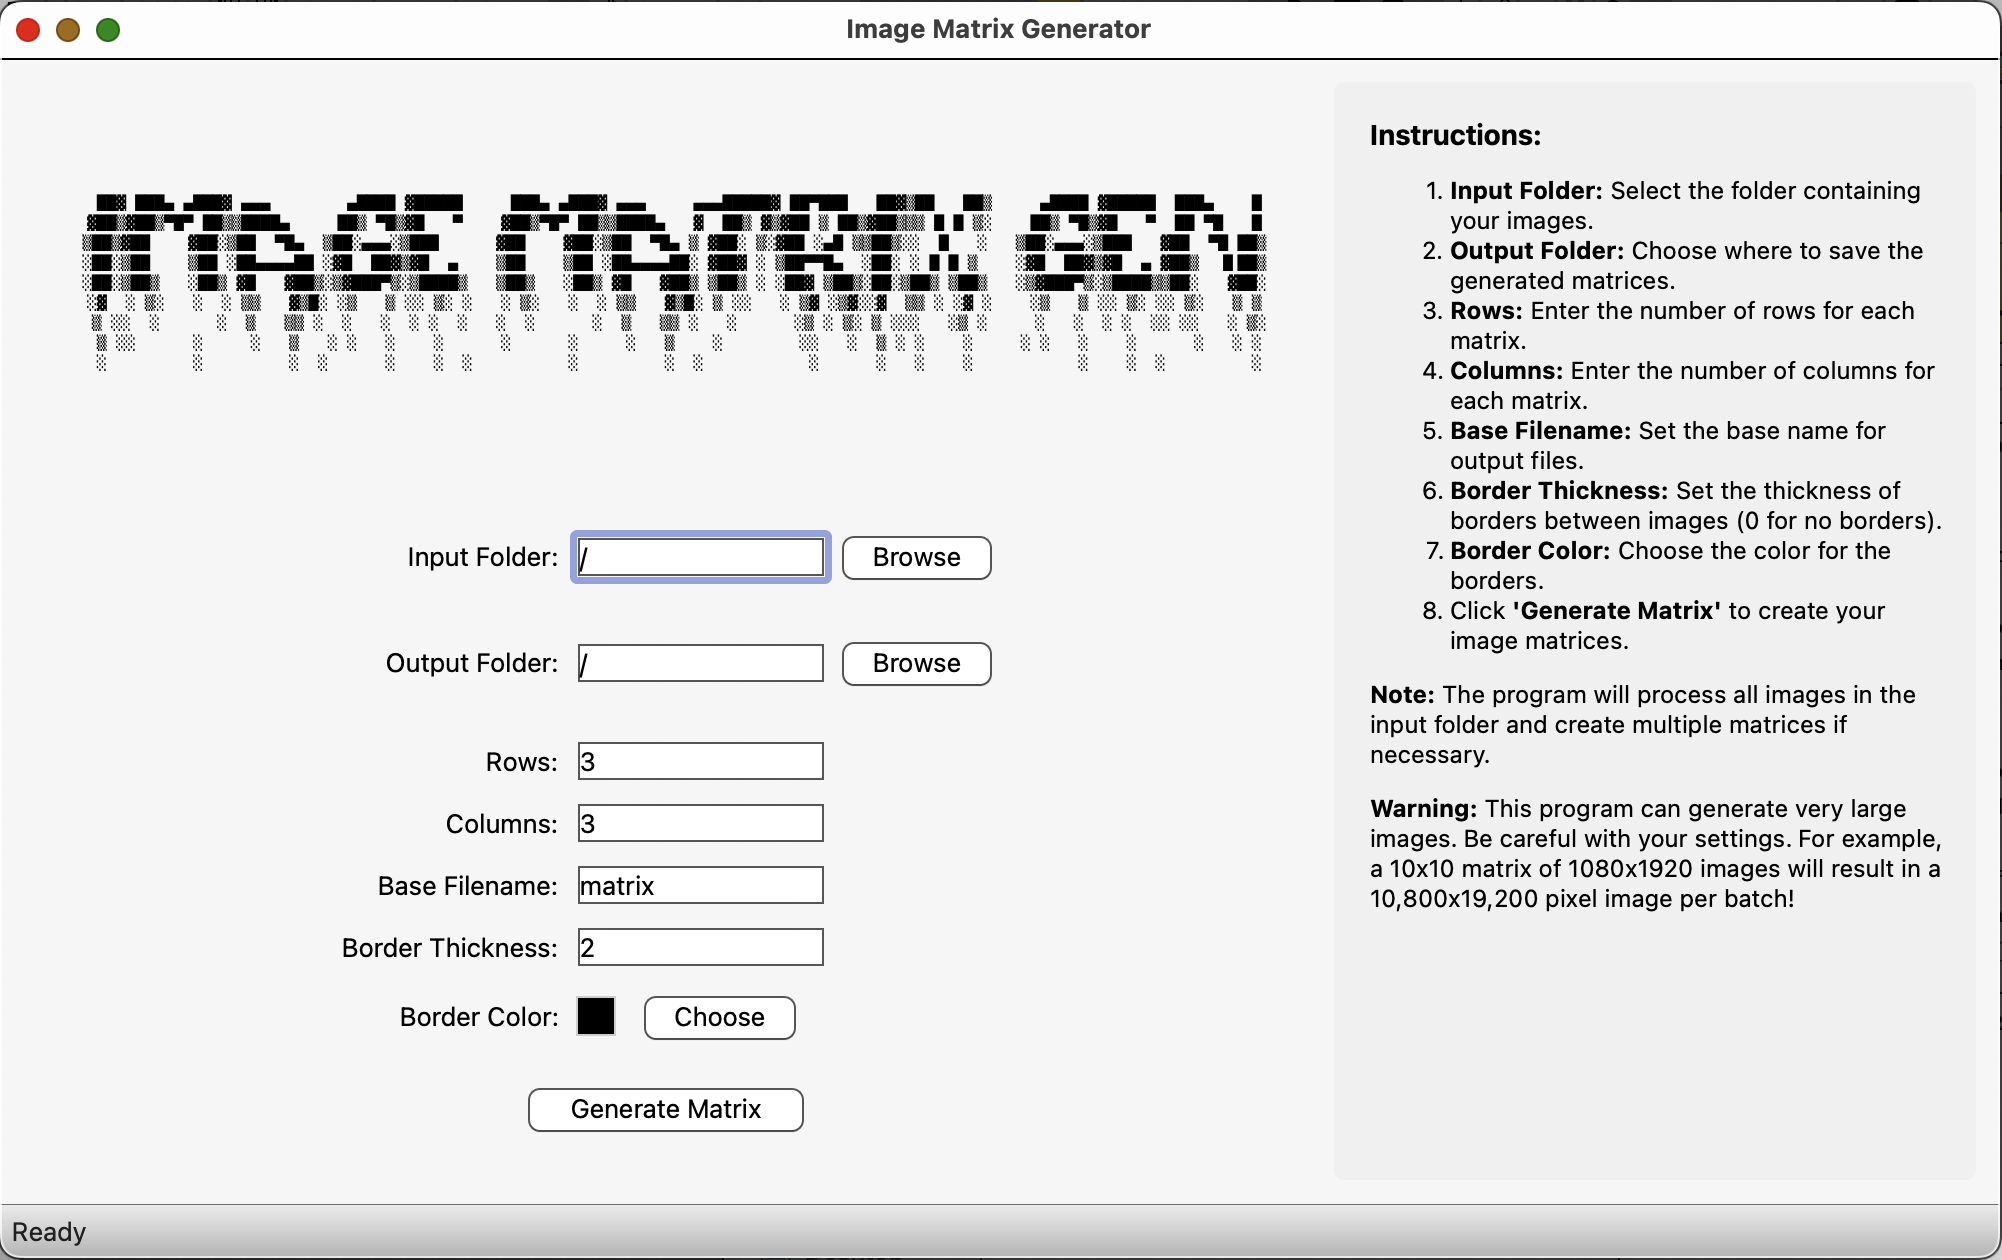 Image Matrix Generator
Input Folder: / Browse
Output Folder: / Browse
Rows: 3
Columns: 3
Base Filename: matrix
Border Thickness: 2
Border Color: Choose
Generate Matrix
Instructions:
1. Input Folder: Select the folder containing
your images.
2. Output Folder: Choose where to save the
generated matrices.
3. Rows: Enter the number of rows for each
matrix.
4. Columns: Enter the number of columns for
each matrix.
5. Base Filename: Set the base name for
output files.
6. Border Thickness: Set the thickness of
borders between images (0 for no borders).
7. Border Color: Choose the color for the
borders.
8. Click 'Generate Matrix' to create your
image matrices.
Note: The program will process all images in the
input folder and create multiple matrices if
necessary.
Warning: This program can generate very large
images. Be careful with your settings. For example,
a 10x10 matrix of 1080x1920 images will result in a
10,800x19,200 pixel image per batch!
Ready